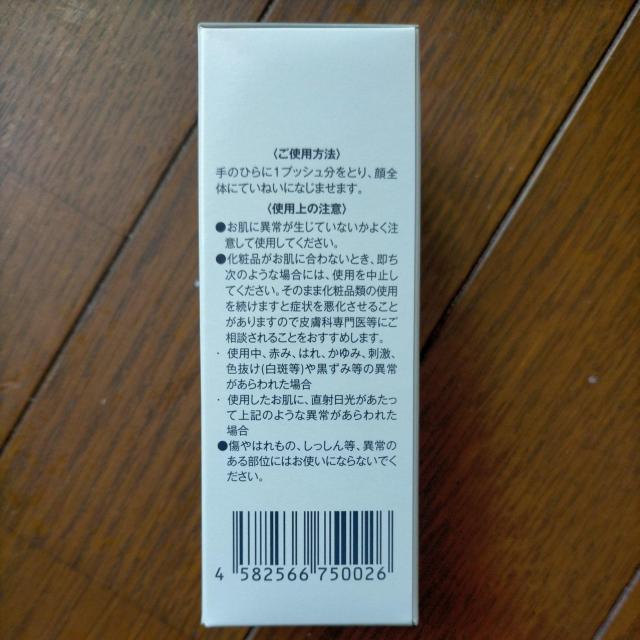 〈ご使用方法〉
手のひらに1プッシュ分をとり、顔全
体にていねいになじませます。
〈使用上の注意〉
●お肌に異常が生じていないかよく注
意して使用してください。
●化粧品がお肌に合わないとき、即ち
次のような場合には、使用を中止し
てください。そのまま化粧品類の使用
を続けますと症状を悪化させること
がありますので皮膚科専門医等にご
相談されることをおすすめします。
・使用中、赤み、はれ、かゆみ、刺激、
色抜け(白斑等)や黒ずみ等の異常
があらわれた場合
・使用したお肌に、直射日光があたっ
て上記のような異常があらわれた
場合
●傷やはれもの、しっしん等、異常の
ある部位にはお使いにならないでく
ださい。
4 582566 750026